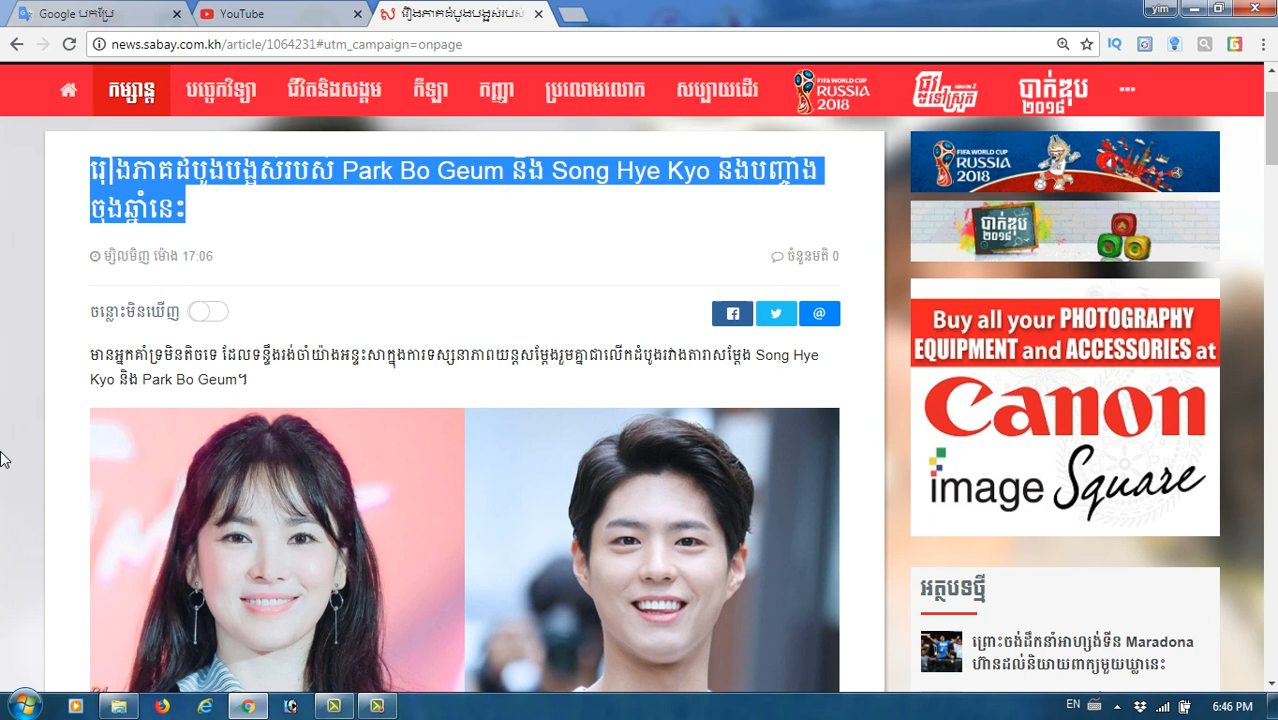 Google បកប្រែ
YouTube
រឿងភាគដំបូងបង្អស់របស់
yim
news.sabay.com.kh/article/1064231#utm_campaign=onpage
កម្សាន្ត
បច្ចេកវិទ្យា
ជីវិតនិងសង្គម
កីឡា
កញ្ញា
ប្រលោមលោក
សប្បាយដើរ
FIFA WORLD CUP
RUSSIA
2018
បាក់ឌុប
២០១៨
រឿងភាគដំបូងបង្អស់របស់ Park Bo Geum និង Song Hye Kyo នឹងបញ្ចាំង
ចុងឆ្នាំនេះ
ម្សិលមិញ ម៉ោង 17:06
ចំនួនមតិ 0
ចន្លោះមិនឃើញ
មានអ្នកគាំទ្រមិនតិចទេ ដែលទន្ទឹងរង់ចាំយ៉ាងអន្ទះសាក្នុងការទស្សនាភាពយន្តសម្ដែងរួមគ្នាជាលើកដំបូងរវាងតារាសម្ដែង Song Hye
Kyo និង Park Bo Geum។
FIFA WORLD CUP
RUSSIA
2018
បាក់ឌុប
២០១៨
Buy all your PHOTOGRAPHY
EQUIPMENT and ACCESSORIES at
Canon
image Square
អត្ថបទថ្មី
ព្រោះចង់ដឹកនាំអាហ្សង់ទីន Maradona
ហ៊ានដល់និយាយពាក្យមួយឃ្លានេះ
EN
6:46 PM